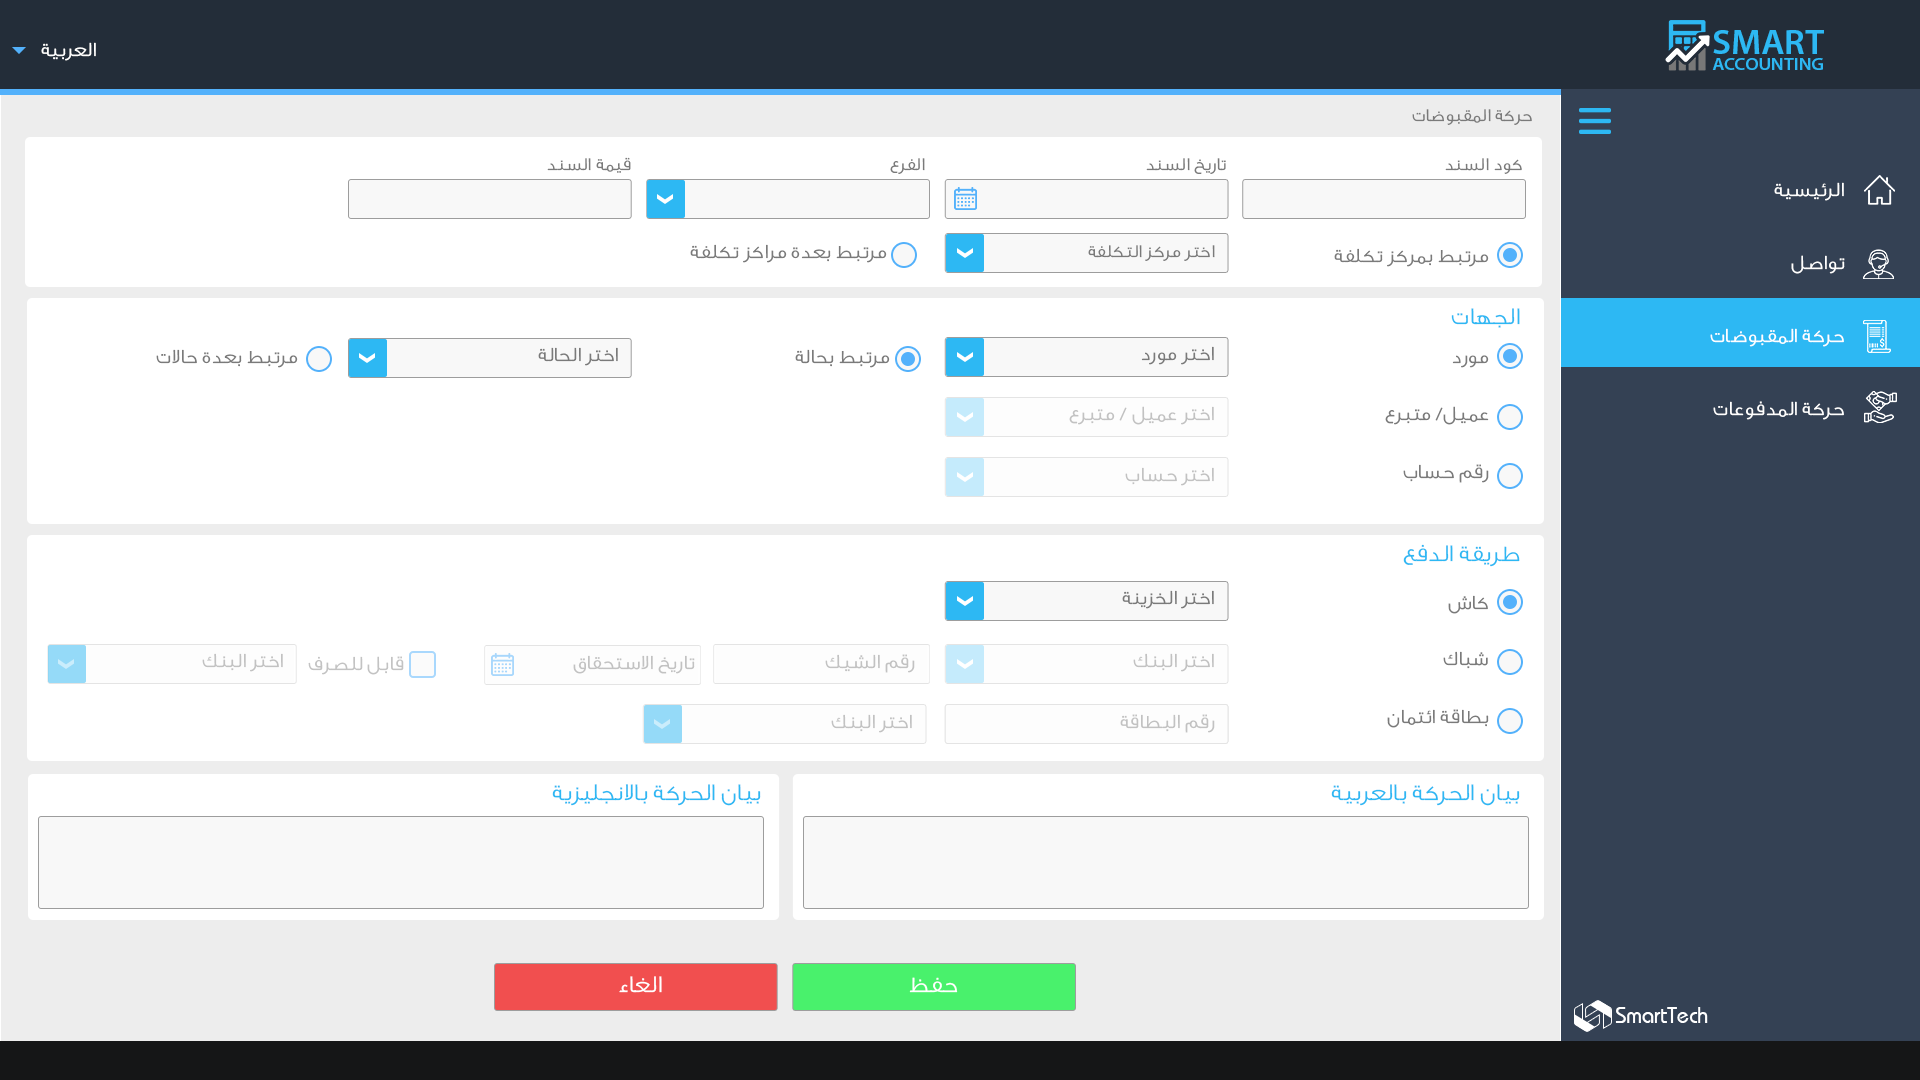 SMART
ACCOUNTING
العربية
الرئيسية
تواصل
حركة المقبوضات
حركة المدفوعات
SmartTech
حركة المقبوضات
كود السند
تاريخ السند
الفرع
قيمة السند
مرتبط بمركز تكلفة
اختر مركز التكلفة
مرتبط بعدة مراكز تكلفة
الجهات
مورد
اختر مورد
مرتبط بحالة
اختر الحالة
مرتبط بعدة حالات
عميل/ متبرع
اختر عميل / متبرع
رقم حساب
اختر حساب
طريقة الدفع
كاش
اختر الخزينة
شباك
اختر البنك
رقم الشيك
تاريخ الاستحقاق
قابل للصرف
اختر البنك
بطاقة ائتمان
رقم البطاقة
اختر البنك
بيان الحركة بالعربية
بيان الحركة بالانجليزية
حفظ
الغاء